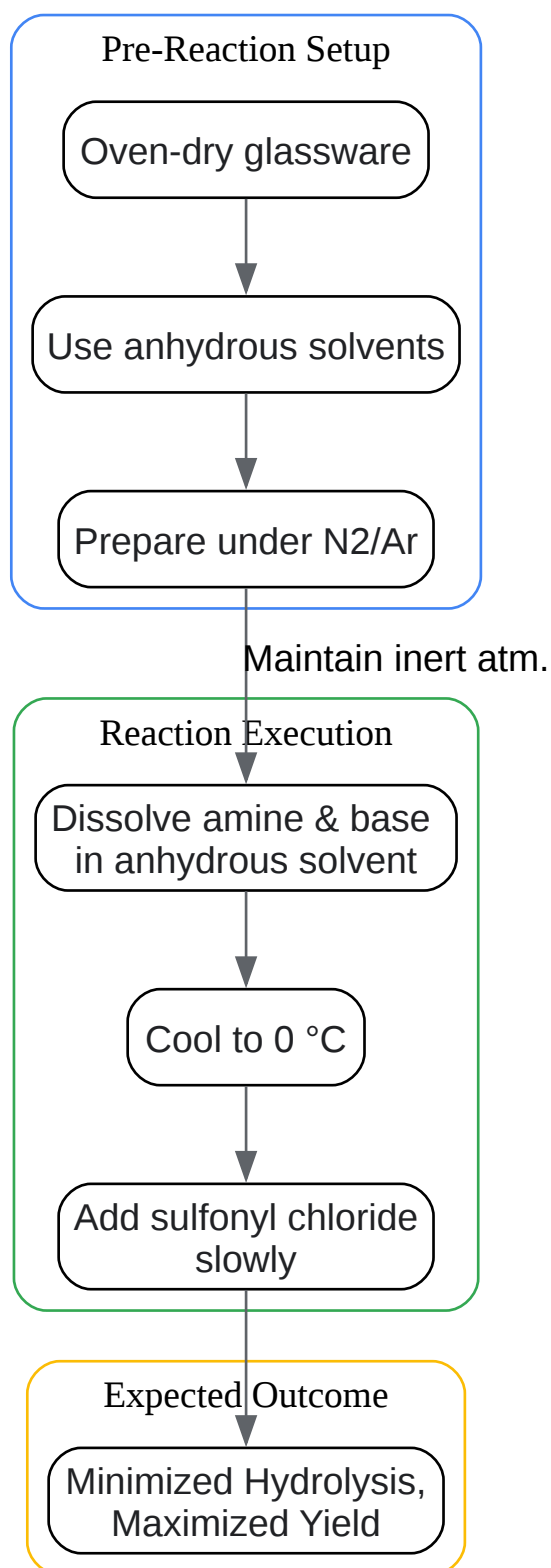 Pre-Reaction Setup
Oven-dry glassware
Use anhydrous solvents
Prepare under N2/Ar
Maintain inert atm.
Reaction Execution
Dissolve amine & base
in anhydrous solvent
Cool to 0 °C
Add sulfonyl chloride
slowly
Expected Outcome
Minimized Hydrolysis,
Maximized Yield